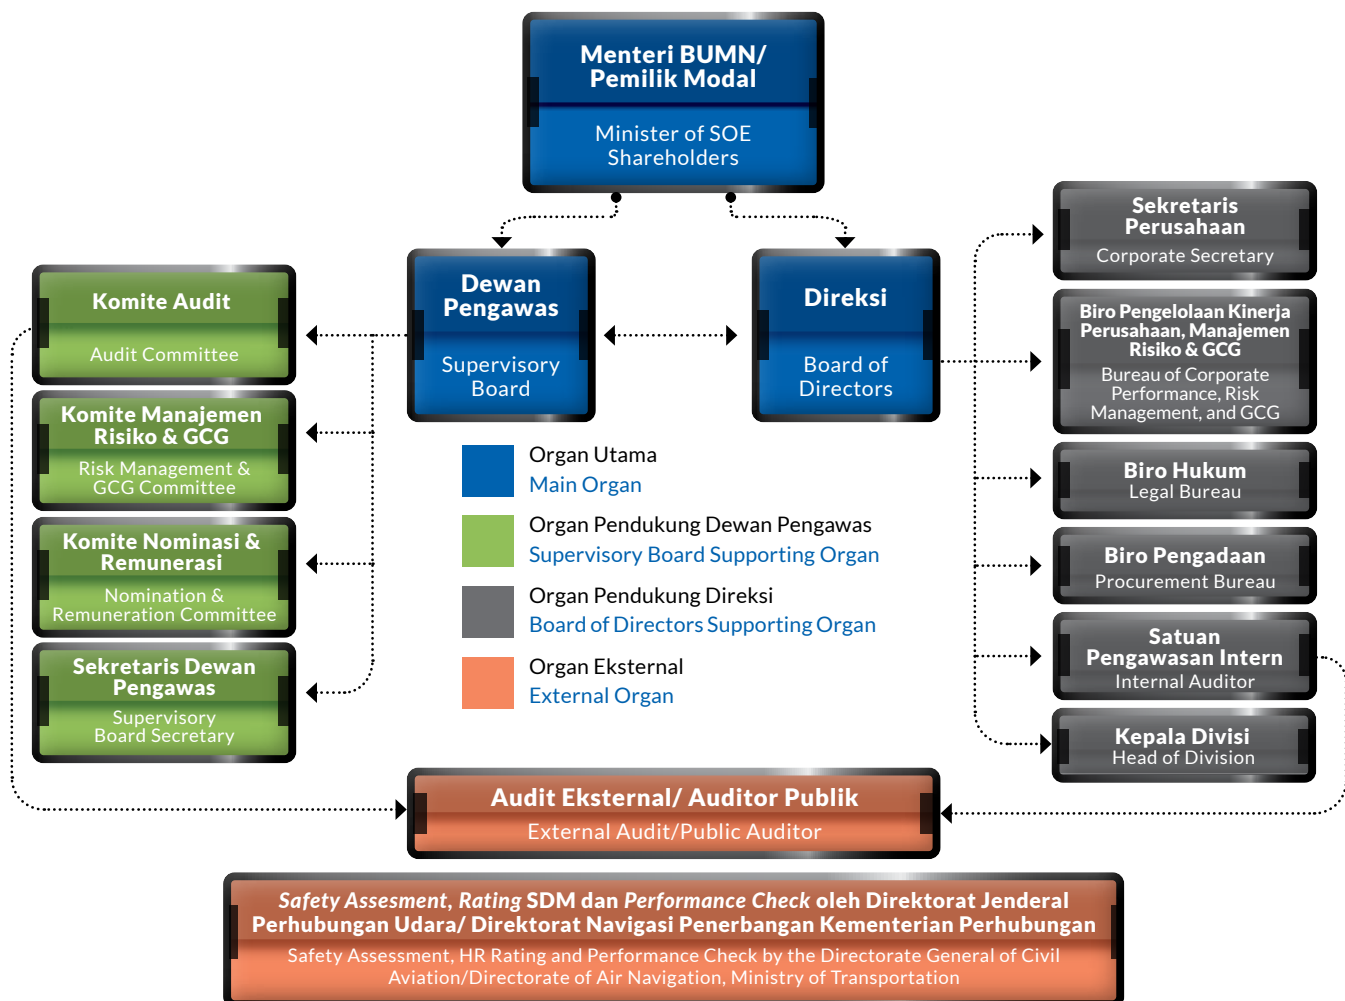 Menteri BUMN/
Pemilik Modal
Minister of SOE
Shareholders
Dewan
Pengawas
Supervisory
Board
Direksi
Board of
Directors
Komite Audit
Audit Committee
Komite Manajemen
Risiko & GCG
Risk Management &
GCG Committee
Komite Nominasi &
Remunerasi
Nomination &
Remuneration Committee
Sekretaris Dewan
Pengawas
Supervisory
Board Secretary
Organ Utama
Main Organ
Organ Pendukung Dewan Pengawas
Supervisory Board Supporting Organ
Organ Pendukung Direksi
Board of Directors Supporting Organ
Organ Eksternal
External Organ
Sekretaris
Perusahaan
Corporate Secretary
Biro Pengelolaan Kinerja
Perusahaan, Manajemen
Risiko & GCG
Bureau of Corporate
Performance, Risk
Management, and GCG
Biro Hukum
Legal Bureau
Biro Pengadaan
Procurement Bureau
Satuan
Pengawasan Intern
Internal Auditor
Kepala Divisi
Head of Division
Audit Eksternal/ Auditor Publik
External Audit/Public Auditor
Safety Assesment, Rating SDM dan Performance Check oleh Direktorat Jenderal
Perhubungan Udara/ Direktorat Navigasi Penerbangan Kementerian Perhubungan
Safety Assessment, HR Rating and Performance Check by the Directorate General of Civil
Aviation/Directorate of Air Navigation, Ministry of Transportation